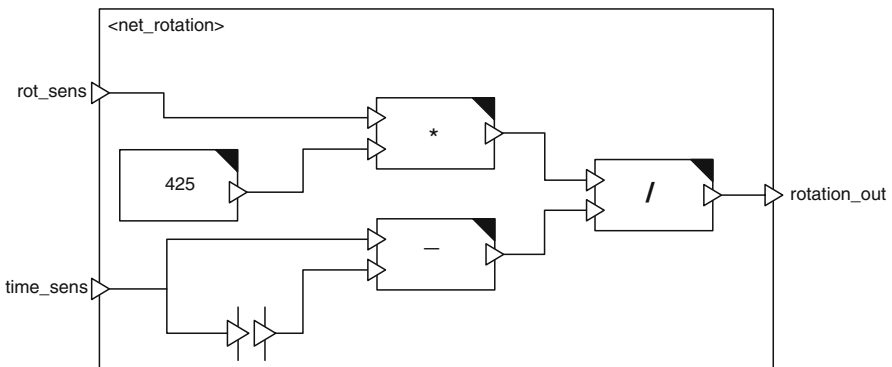 <net_rotation>
rot_sens
*
425
/
rotation_out
–
time_sens